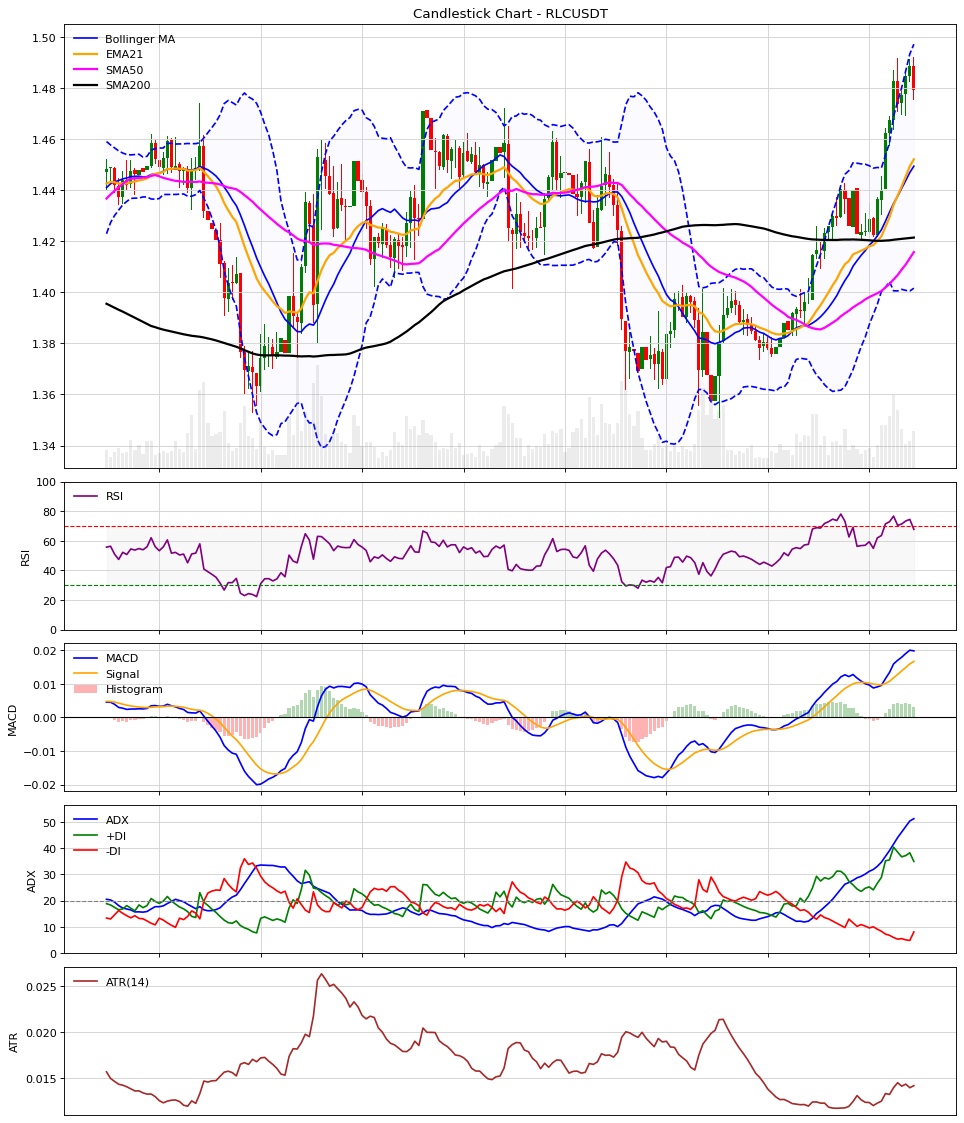 Candlestick Chart - RLCUSDT
1.50
1.48
1.46
1.44
1.42
1.40
1.38
1.36
1.34
Bollinger MA
EMA21
SMA50
SMA200
100
80
60
40
20
0
RSI
RSI
0.02
0.01
0.00
−0.01
−0.02
MACD
MACD
Signal
Histogram
50
40
30
20
10
0
ADX
ADX
+DI
-DI
0.025
0.020
0.015
ATR
ATR(14)